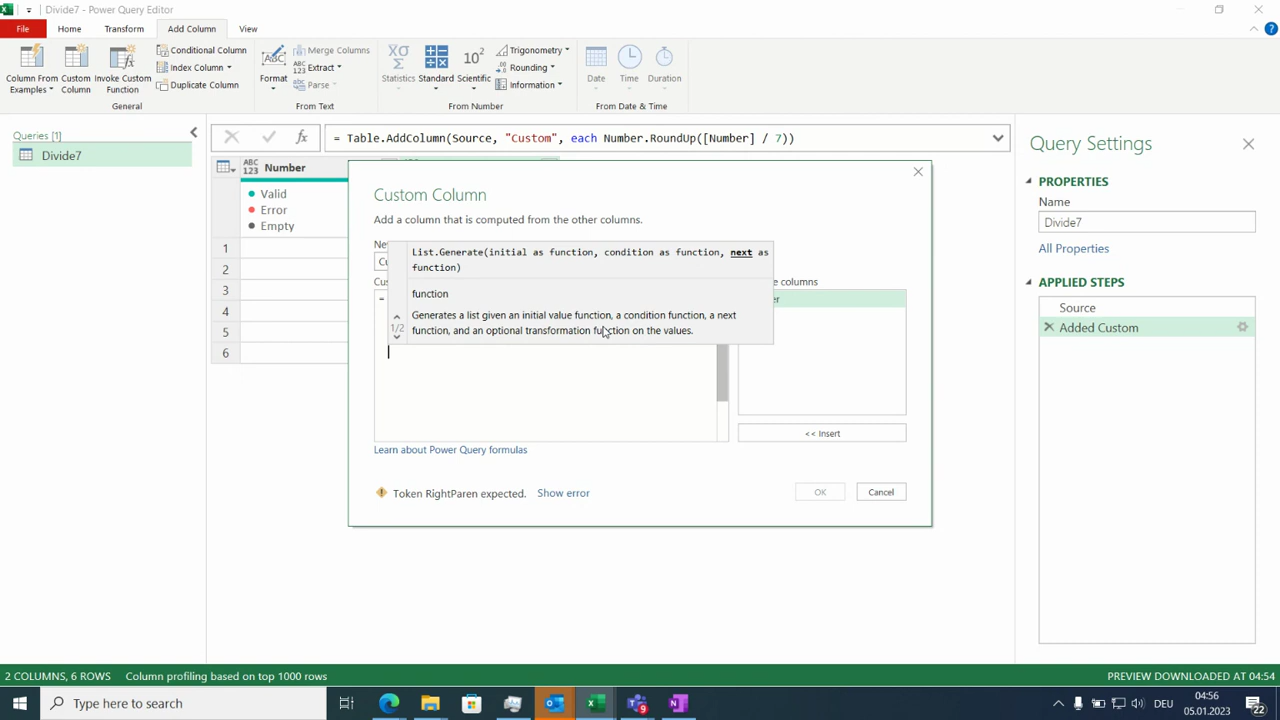 Divide7 - Power Query Editor
File
Home
Transform
Add Column
View
Column From
Examples
Custom
Column
Invoke Custom
Function
Conditional Column
Index Column
Duplicate Column
General
Format
Merge Columns
ABC
123 Extract
Parse
From Text
Statistics
Standard
Scientific
Trigonometry
Rounding
Information
From Number
Date
Time
Duration
From Date & Time
Queries [1]
Divide7
= Table.AddColumn(Source, "Custom", each Number.RoundUp([Number] / 7))
ABC
123
Number
Valid
Error
Empty
1
2
3
4
5
6
Custom Column
Add a column that is computed from the other columns.
List.Generate(initial as function, condition as function, next as
function)
function
Generates a list given an initial value function, a condition function, a next
function, and an optional transformation function on the values.
1/2
Ne
Cu
Cus
=
e columns
er
<< Insert
Learn about Power Query formulas
Token RightParen expected.
Show error
OK
Cancel
Query Settings
PROPERTIES
Name
Divide7
All Properties
APPLIED STEPS
Source
Added Custom
2 COLUMNS, 6 ROWS
Column profiling based on top 1000 rows
PREVIEW DOWNLOADED AT 04:54
Type here to search
DEU
04:56
05.01.2023
22